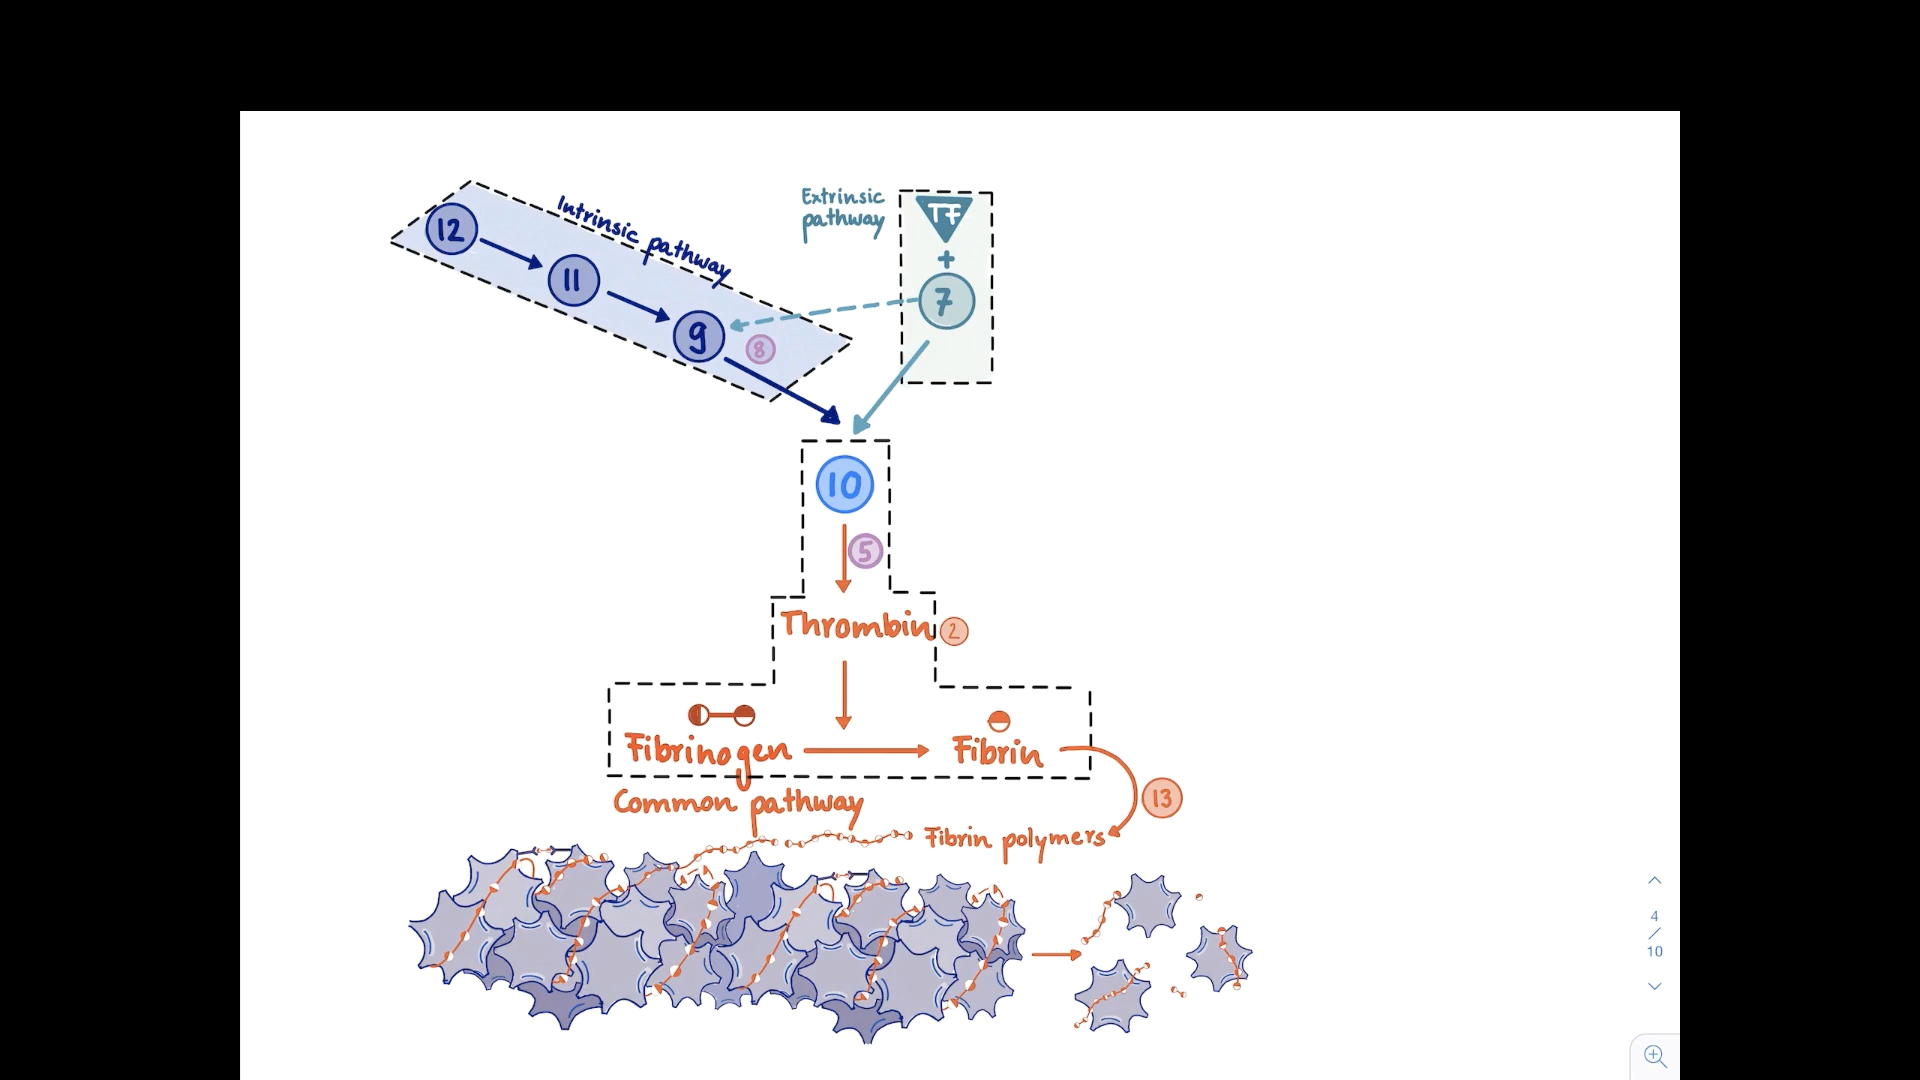 Intrinsic pathway
12
11
9
8
Extrinsic
pathway
TF
+
7
10
5
Thrombin 2
Fibrinogen
Fibrin
13
Common pathway
Fibrin polymers
4
/
10